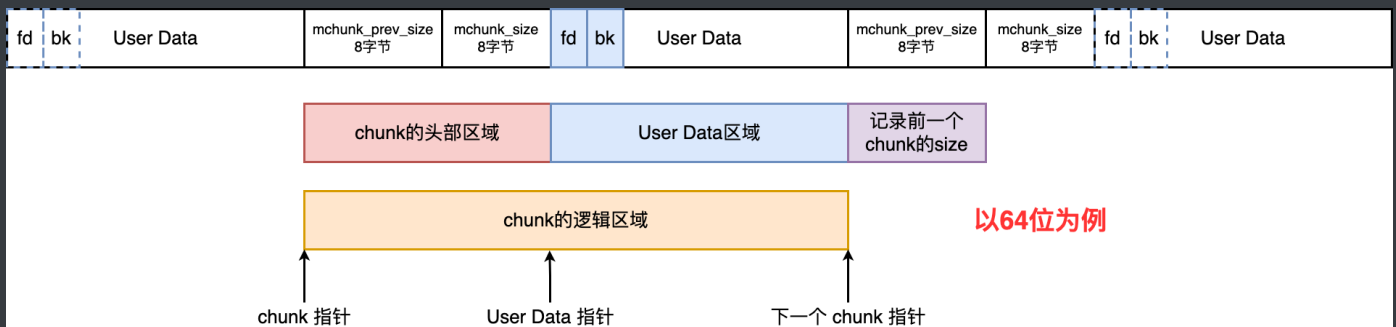 fd bk User Data mchunk_prev_size mchunk_size fd bk User Data mchunk_prev_size mchunk_size fd bk User Data
8字节 8字节 8字节 8字节
chunk的头部区域 User Data区域 记录前一个
chunk的size
chunk的逻辑区域 以64位为例
chunk 指针 User Data 指针 下一个 chunk 指针